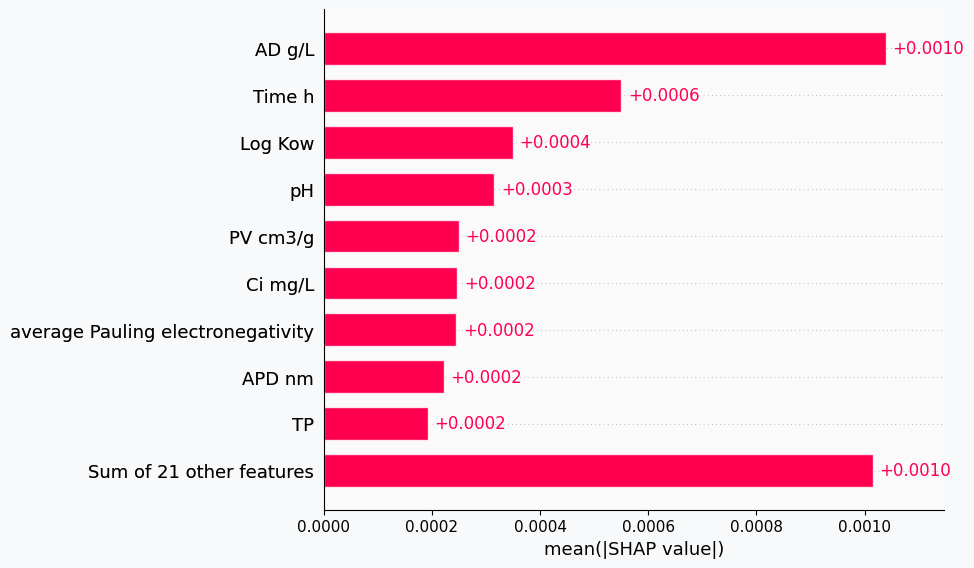 AD g/L +0.0010
Time h +0.0006
Log Kow +0.0004
pH +0.0003
PV cm3/g +0.0002
Ci mg/L +0.0002
average Pauling electronegativity +0.0002
APD nm +0.0002
TP +0.0002
Sum of 21 other features +0.0010
0.0000 0.0002 0.0004 0.0006 0.0008 0.0010
mean(|SHAP value|)